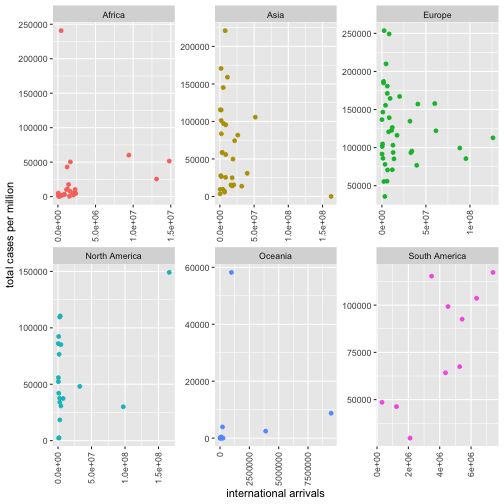 Africa
Asia
Europe
250000
200000
150000
100000
50000
0
0.0e+00
5.0e+06
1.0e+07
1.5e+07
200000
150000
100000
50000
0
0.0e+00
5.0e+07
1.0e+08
1.5e+08
250000
200000
150000
100000
50000
0e+00
5e+07
1e+08
total cases per million
North America
Oceania
South America
150000
100000
50000
0
0.0e+00
5.0e+07
1.0e+08
1.5e+08
60000
40000
20000
0
0
2500000
5000000
7500000
100000
75000
50000
0e+00
2e+06
4e+06
6e+06
international arrivals